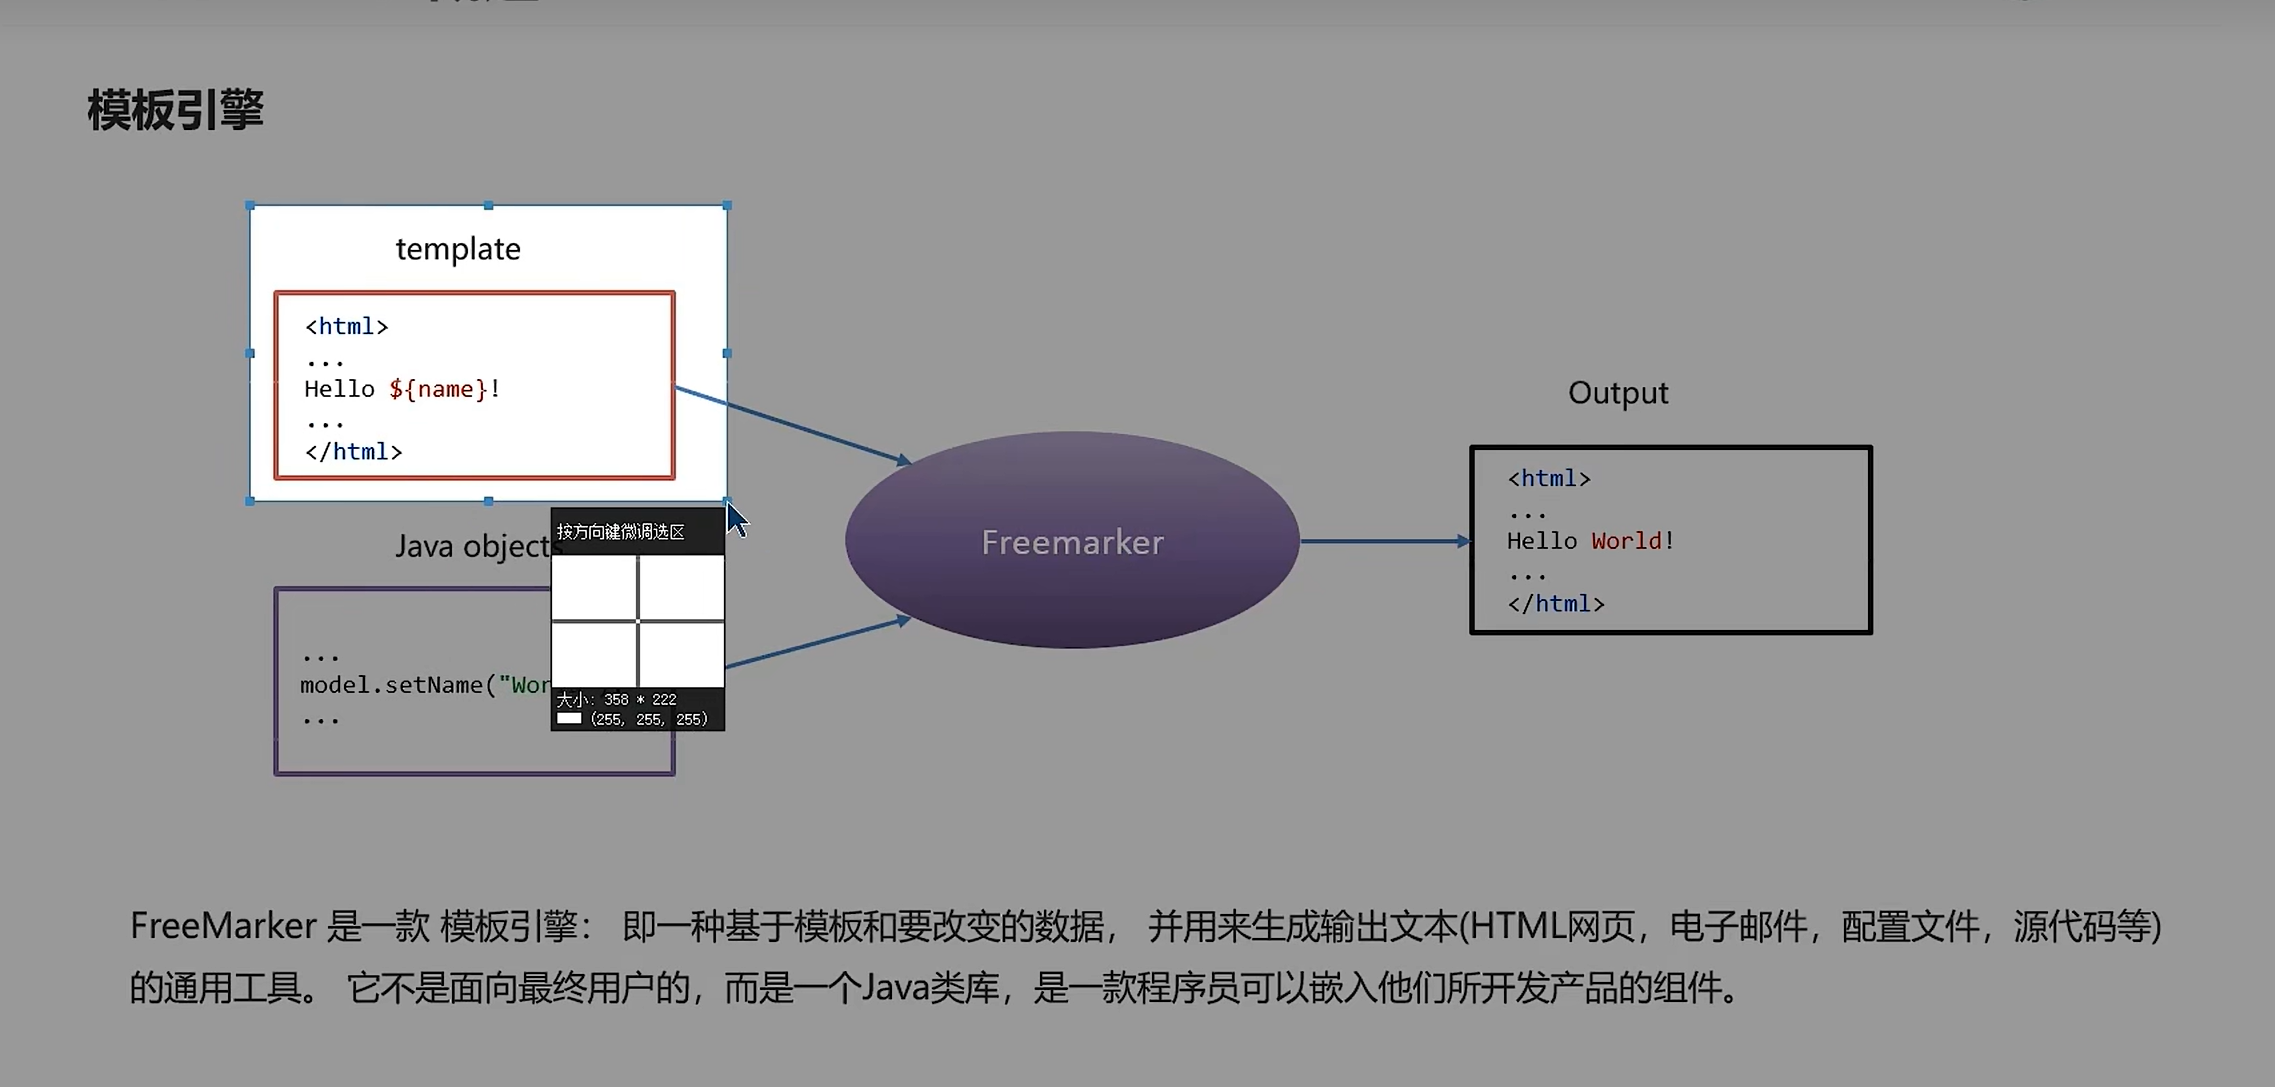 模板引擎
template
<html>
...
Hello ${name}!
...
</html>
Java objects
...
model.setName("Wor
...
按方向键微调选区
大小: 358 * 222
(255, 255, 255)
Freemarker
Output
<html>
...
Hello World!
...
</html>
FreeMarker 是一款 模板引擎： 即一种基于模板和要改变的数据， 并用来生成输出文本(HTML网页，电子邮件，配置文件，源代码等)
的通用工具。 它不是面向最终用户的，而是一个Java类库，是一款程序员可以嵌入他们所开发产品的组件。